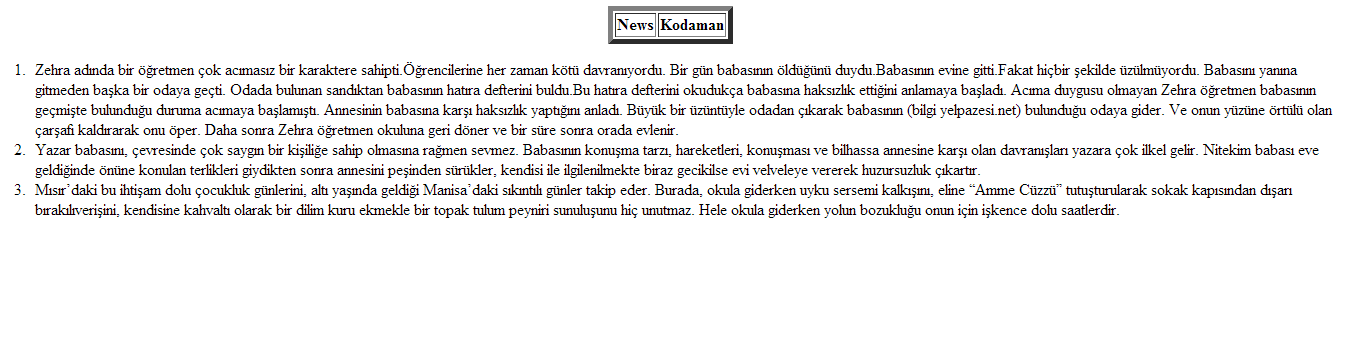 News Kodaman
1. Zehra adında bir öğretmen çok acımasız bir karaktere sahipti.Öğrencilerine her zaman kötü davranıyordu. Bir gün babasının öldüğünü duydu.Babasının evine gitti.Fakat hiçbir şekilde üzülmüyordu. Babasını yanına
gitmeden başka bir odaya geçti. Odada bulunan sandıktan babasının hatıra defterini buldu.Bu hatıra defterini okudukça babasına haksızlık ettiğini anlamaya başladı. Acıma duygusu olmayan Zehra öğretmen babasının
geçmişte bulunduğu duruma acımaya başlamıştı. Annesinin babasına karşı haksızlık yaptığını anladı. Büyük bir üzüntüyle odadan çıkarak babasının (bilgi yelpazesi.net) bulunduğu odaya gider. Ve onun yüzüne örtülü olan
çarşafı kaldırarak onu öper. Daha sonra Zehra öğretmen okuluna geri döner ve bir süre sonra orada evlenir.
2. Yazar babasını, çevresinde çok saygın bir kişiliğe sahip olmasına rağmen sevmez. Babasının konuşma tarzı, hareketleri, konuşması ve bilhassa annesine karşı olan davranışları yazara çok ilkel gelir. Nitekim babası eve
geldiğinde önüne konulan terlikleri giydikten sonra annesini peşinden sürükler, kendisi ile ilgilenilmekte biraz gecikilse evi velveleye vererek huzursuzluk çıkartır.
3. Mısır’daki bu ihtişam dolu çocukluk günlerini, altı yaşında geldiği Manisa’daki sıkıntılı günler takip eder. Burada, okula giderken uyku sersemi kalkışını, eline “Amme Cüzzü” tutuşturularak sokak kapısından dışarı
bırakılıverişini, kendisine kahvaltı olarak bir dilim kuru ekmekle bir topak tulum peyniri sunuluşunu hiç unutmaz. Hele okula giderken yolun bozukluğu onun için işkence dolu saatlerdir.